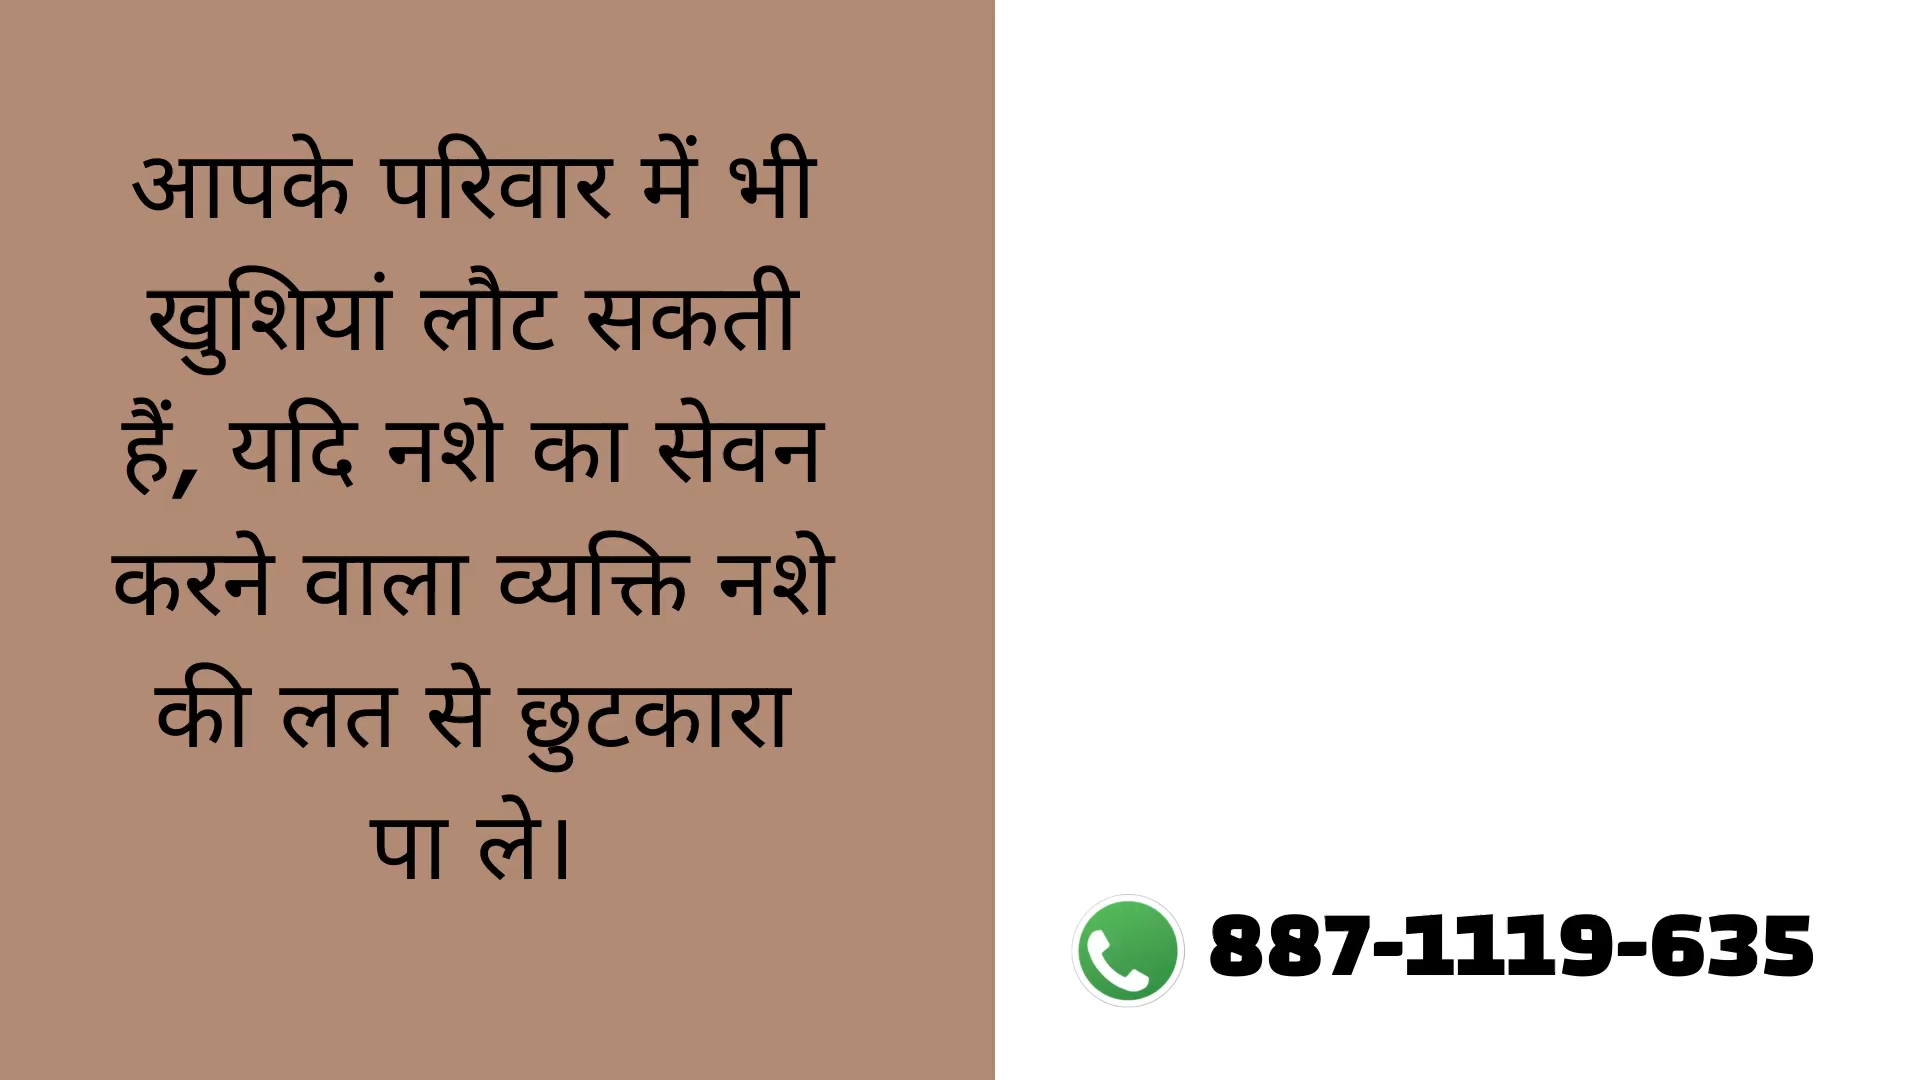 आपके परिवार में भी
खुशियां लौट सकती
हैं, यदि नशे का सेवन
करने वाला व्यक्ति नशे
की लत से छुटकारा
पा ले।
887-1119-635